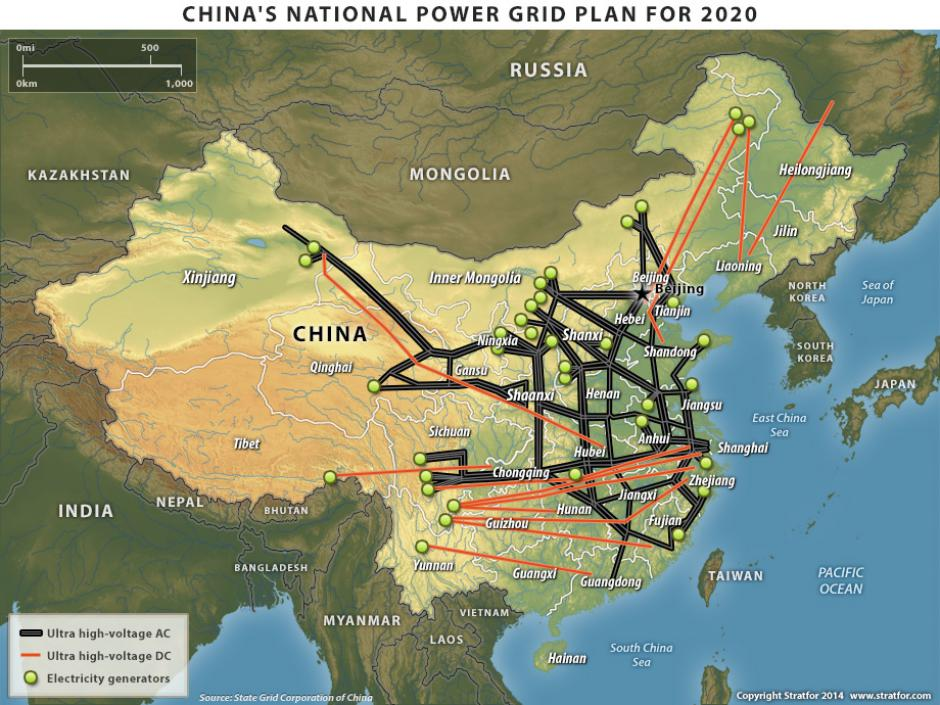 CHINA'S NATIONAL POWER GRID PLAN FOR 2020
0mi 500
0km 1,000
RUSSIA
KAZAKHSTAN
MONGOLIA
Heilongjiang
Jilin
Liaoning
Xinjiang
Inner Mongolia
Beijing
Beijing
Tianjin
Hebei
NORTH
KOREA
Sea of
Japan
CHINA
Ningxia
Shanxi
Shandong
SOUTH
KOREA
Qinghai
Gansu
Shaanxi
Henan
Jiangsu
JAPAN
East China
Sea
Tibet
Sichuan
Hubei
Anhui
Shanghai
Chongqing
Zhejiang
Jiangxi
INDIA
NEPAL
BHUTAN
Hunan
Guizhou
Fujian
BANGLADESH
Yunnan
Guangxi
Guangdong
TAIWAN
PACIFIC
OCEAN
MYANMAR
VIETNAM
LAOS
Hainan
South China
Sea
Ultra high-voltage AC
Ultra high-voltage DC
Electricity generators
Source: State Grid Corporation of China
Copyright Stratfor 2014 www.stratfor.com